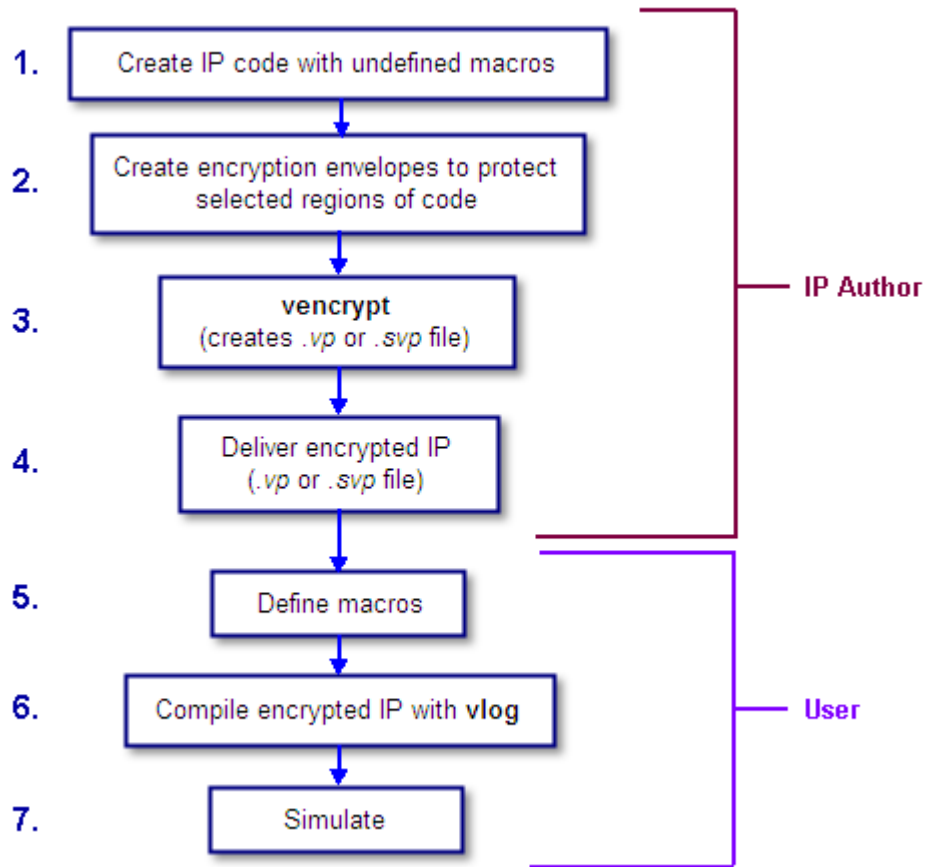 1.
Create IP code with undefined macros
2.
Create encryption envelopes to protect
selected regions of code
3.
vencrypt
(creates .vp or .svp file)
IP Author
4.
Deliver encrypted IP
(.vp or .svp file)
5.
Define macros
6.
Compile encrypted IP with vlog
User
7.
Simulate